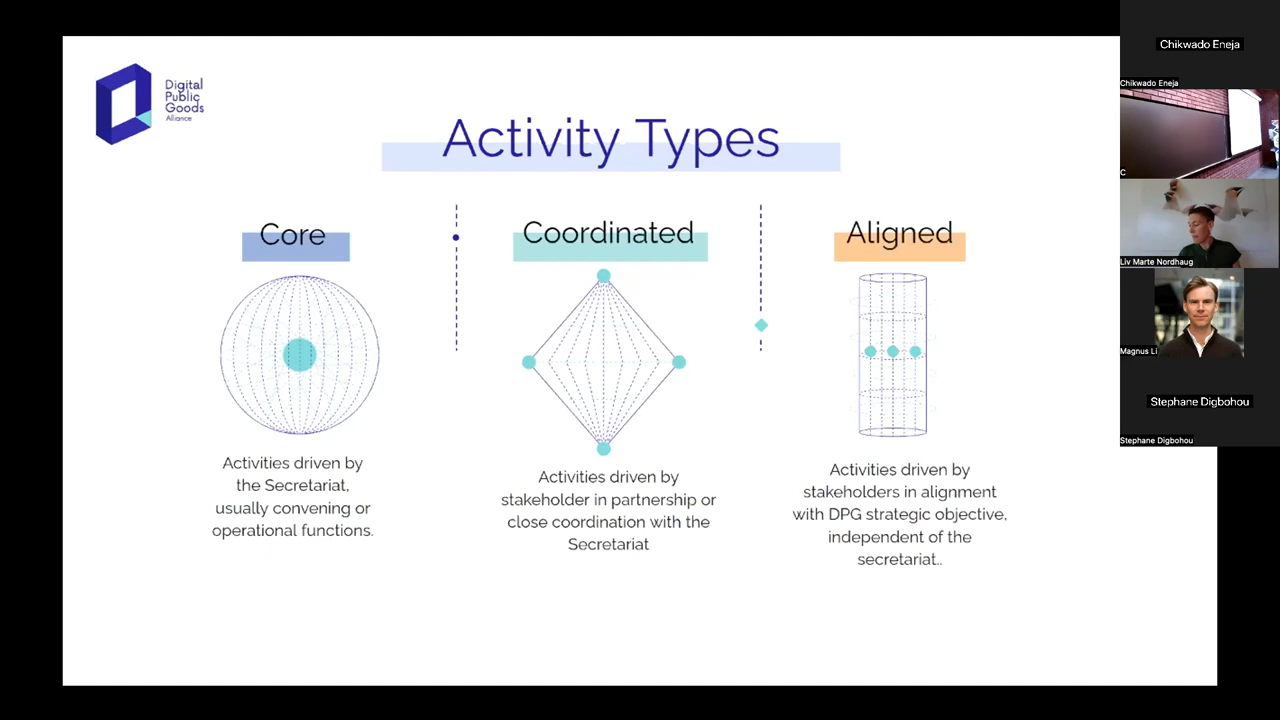 Digital
Public
Goods
Alliance
Activity Types
Core
Activities driven by
the Secretariat,
usually convening or
operational functions.
Coordinated
Activities driven by
stakeholder in partnership or
close coordination with the
Secretariat
Aligned
Activities driven by
stakeholders in alignment
with DPG strategic objective,
independent of the
secretariat..
Chikwado Eneja
Chikwado Eneja
C
Liv Marte Nordhaug
Magnus Li
Stephane Digbohou
Stephane Digbohou